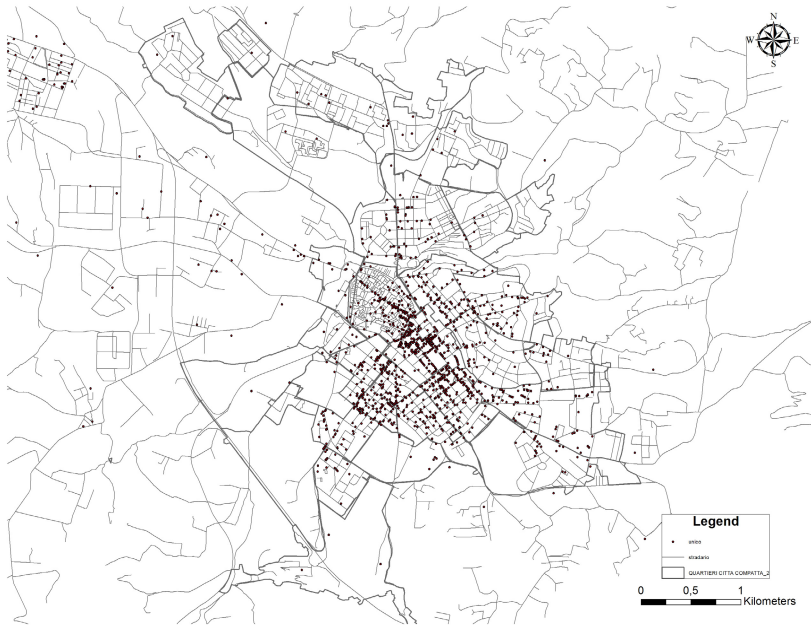 N
W E
S
Legend
unico
stradario
QUARTIERI CITTA COMPATTA_2
0 0,5 1
Kilometers